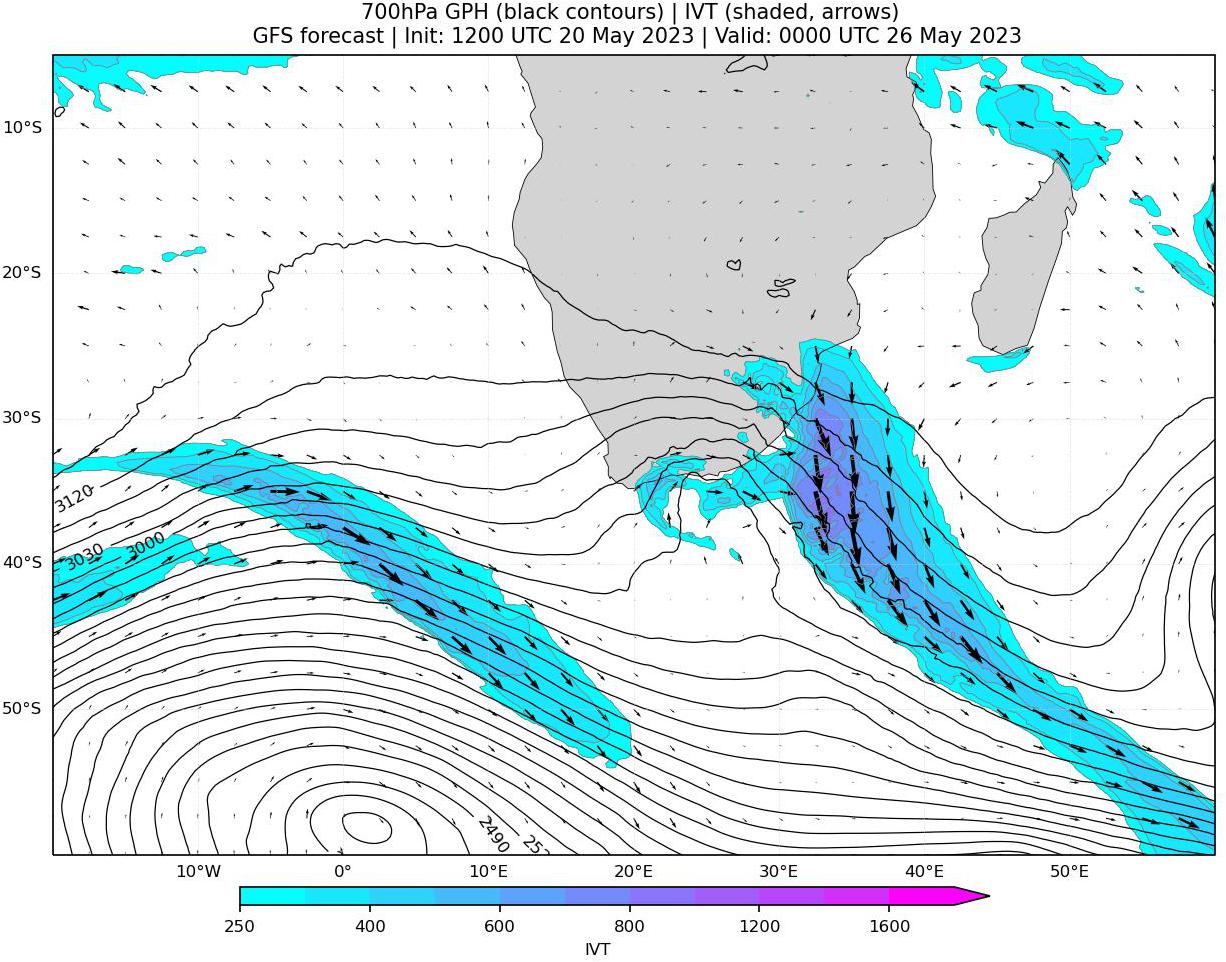 700hPa GPH (black contours) | IVT (shaded, arrows)
GFS forecast | Init: 1200 UTC 20 May 2023 | Valid: 0000 UTC 26 May 2023
10°S
20°S
30°S
3120
3030 3000
40°S
50°S
2490
10°W 0° 10°E 20°E 30°E 40°E 50°E
250 400 600 800 1200 1600
IVT